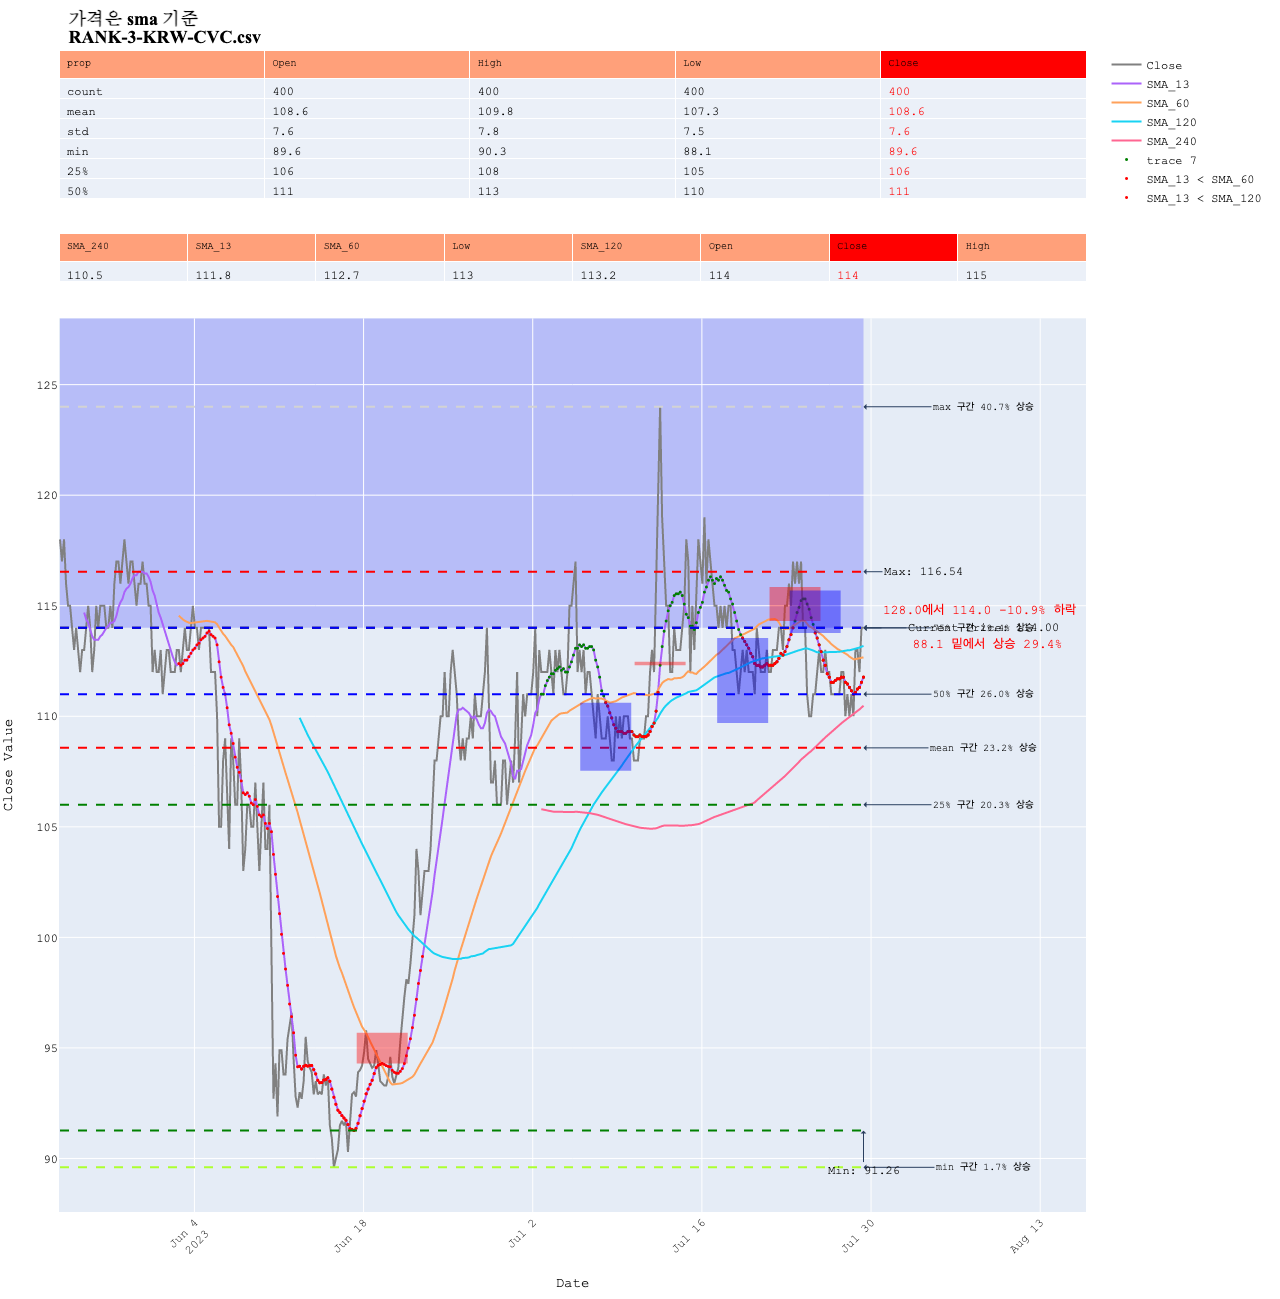 가격은 sma 기준
RANK-3-KRW-CVC.csv
prop Open High Low Close
count 400 400 400 400
mean 108.6 109.8 107.3 108.6
std 7.6 7.8 7.5 7.6
min 89.6 90.3 88.1 89.6
25% 106 108 105 106
50% 111 113 110 111
Close
SMA_13
SMA_60
SMA_120
SMA_240
trace 7
SMA_13 < SMA_60
SMA_13 < SMA_120
SMA_240 SMA_13 SMA_60 Low SMA_120 Open Close High
110.5 111.8 112.7 113 113.2 114 114 115
125
120
115
110
105
100
95
90
Close Value
max 구간 40.7% 상승
Max: 116.54
128.0에서 114.0 -10.9% 하락
88.1 밑에서 상승 29.4%
50% 구간 26.0% 상승
mean 구간 23.2% 상승
25% 구간 20.3% 상승
min 구간 1.7% 상승
Min: 91.26
Jun 4
2023
Jun 18
Jul 2
Jul 16
Jul 30
Aug 13
Date